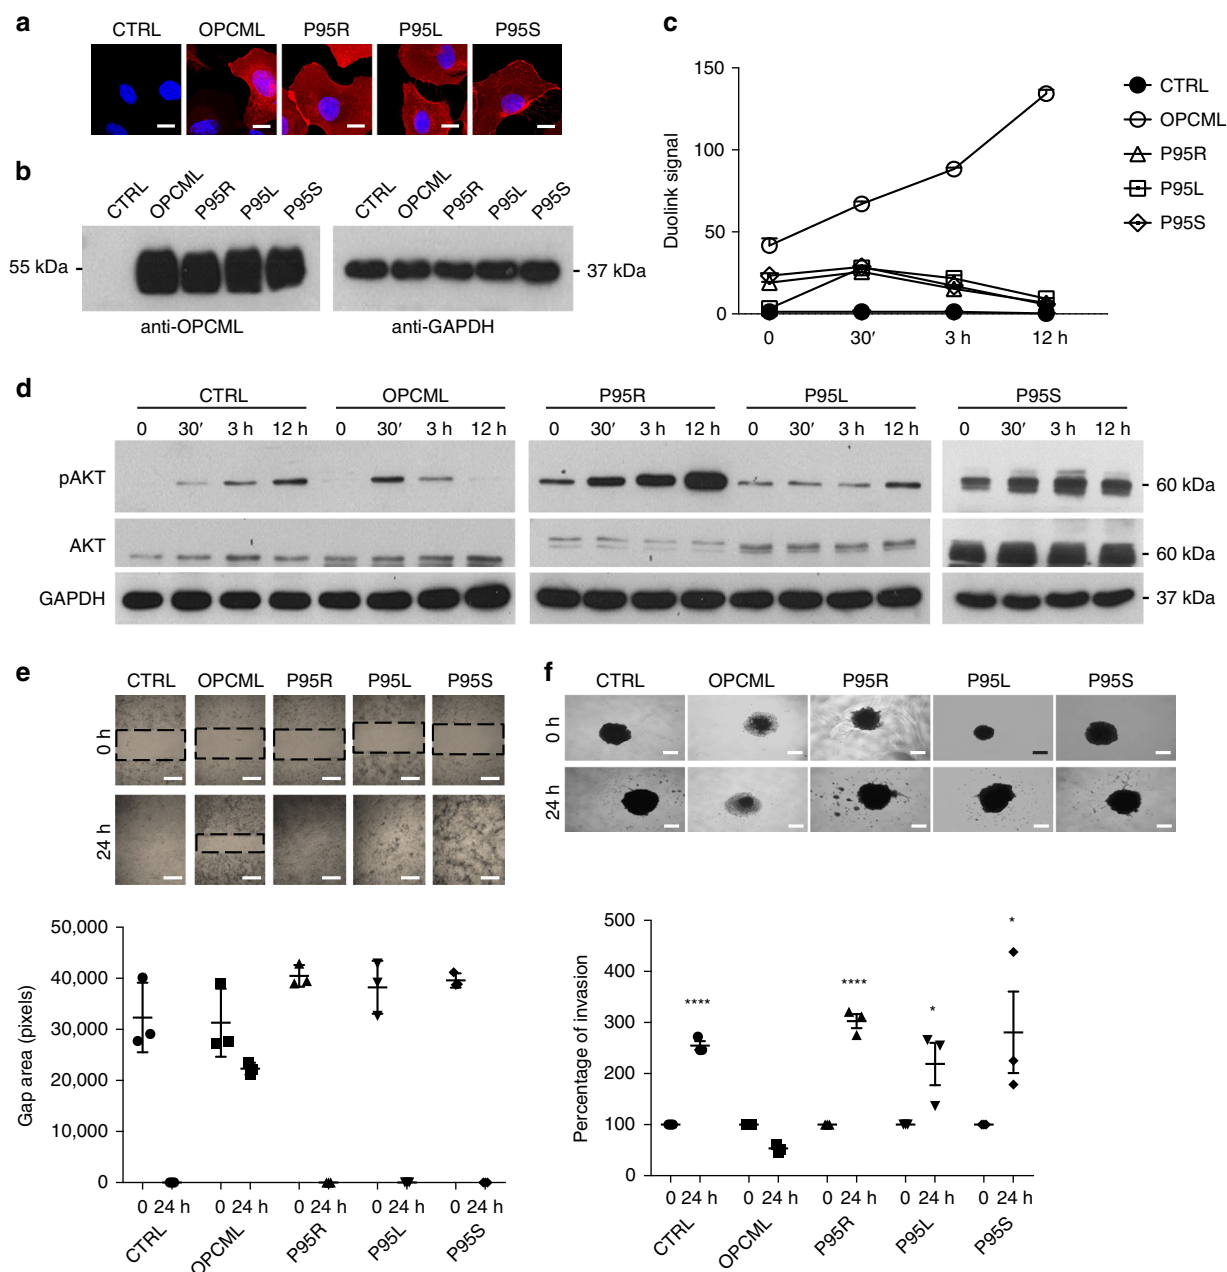 a
CTRL OPCML P95R P95L P95S
b
CTRL OPCML P95R P95L P95S
CTRL OPCML P95R P95L P95S
55 kDa
37 kDa
anti-OPCML
anti-GAPDH
c
Duolink signal
150
100
50
0
0 30′ 3 h 12 h
CTRL
OPCML
P95R
P95L
P95S
d
CTRL OPCML P95R P95L P95S
0 30′ 3 h 12 h 0 30′ 3 h 12 h 0 30′ 3 h 12 h 0 30′ 3 h 12 h 0 30′ 3 h 12 h
pAKT
60 kDa
AKT
60 kDa
GAPDH
37 kDa
e
CTRL OPCML P95R P95L P95S
0 h
24 h
Gap area (pixels)
50,000
40,000
30,000
20,000
10,000
0
0 24 h 0 24 h 0 24 h 0 24 h 0 24 h
CTRL OPCML P95R P95L P95S
f
CTRL OPCML P95R P95L P95S
0 h
24 h
Percentage of invasion
500
400
300
200
100
0
**** **** * *
0 24 h 0 24 h 0 24 h 0 24 h 0 24 h
CTRL OPCML P95R P95L P95S